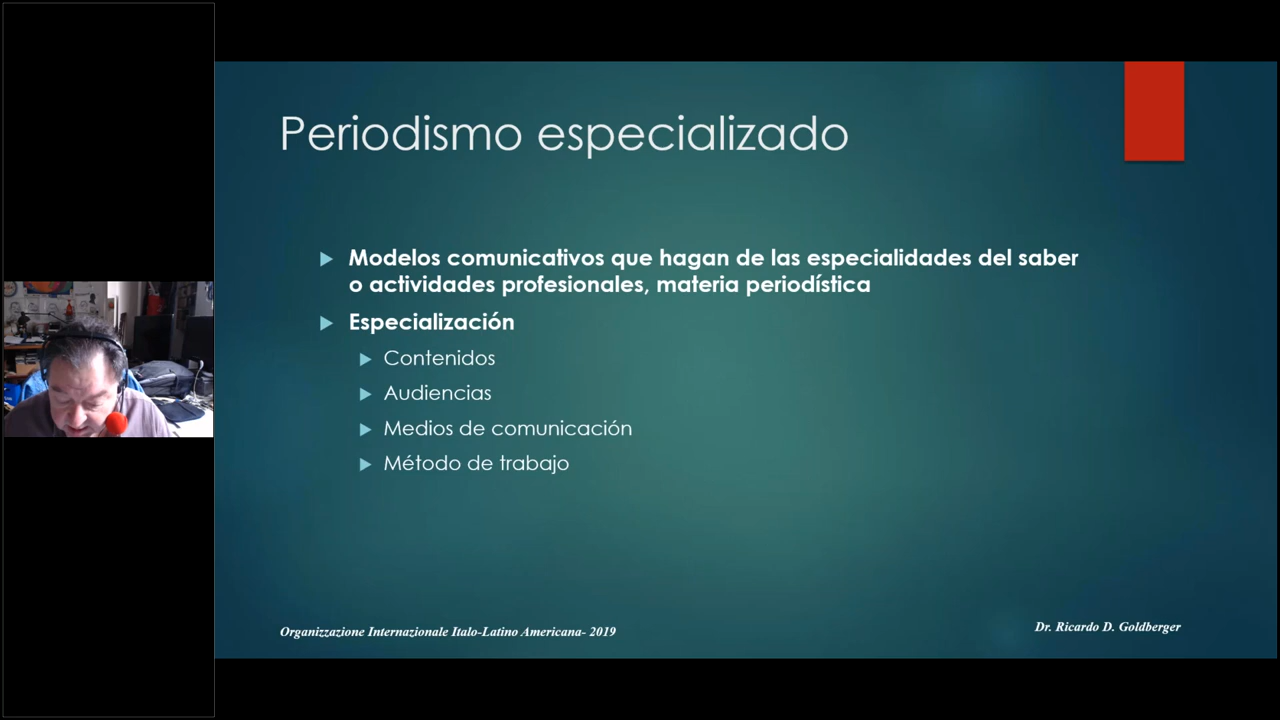 Periodismo especializado
Modelos comunicativos que hagan de las especialidades del saber
o actividades profesionales, materia periodística
Especialización
Contenidos
Audiencias
Medios de comunicación
Método de trabajo
Organizzazione Internazionale Italo-Latino Americana- 2019
Dr. Ricardo D. Goldberger